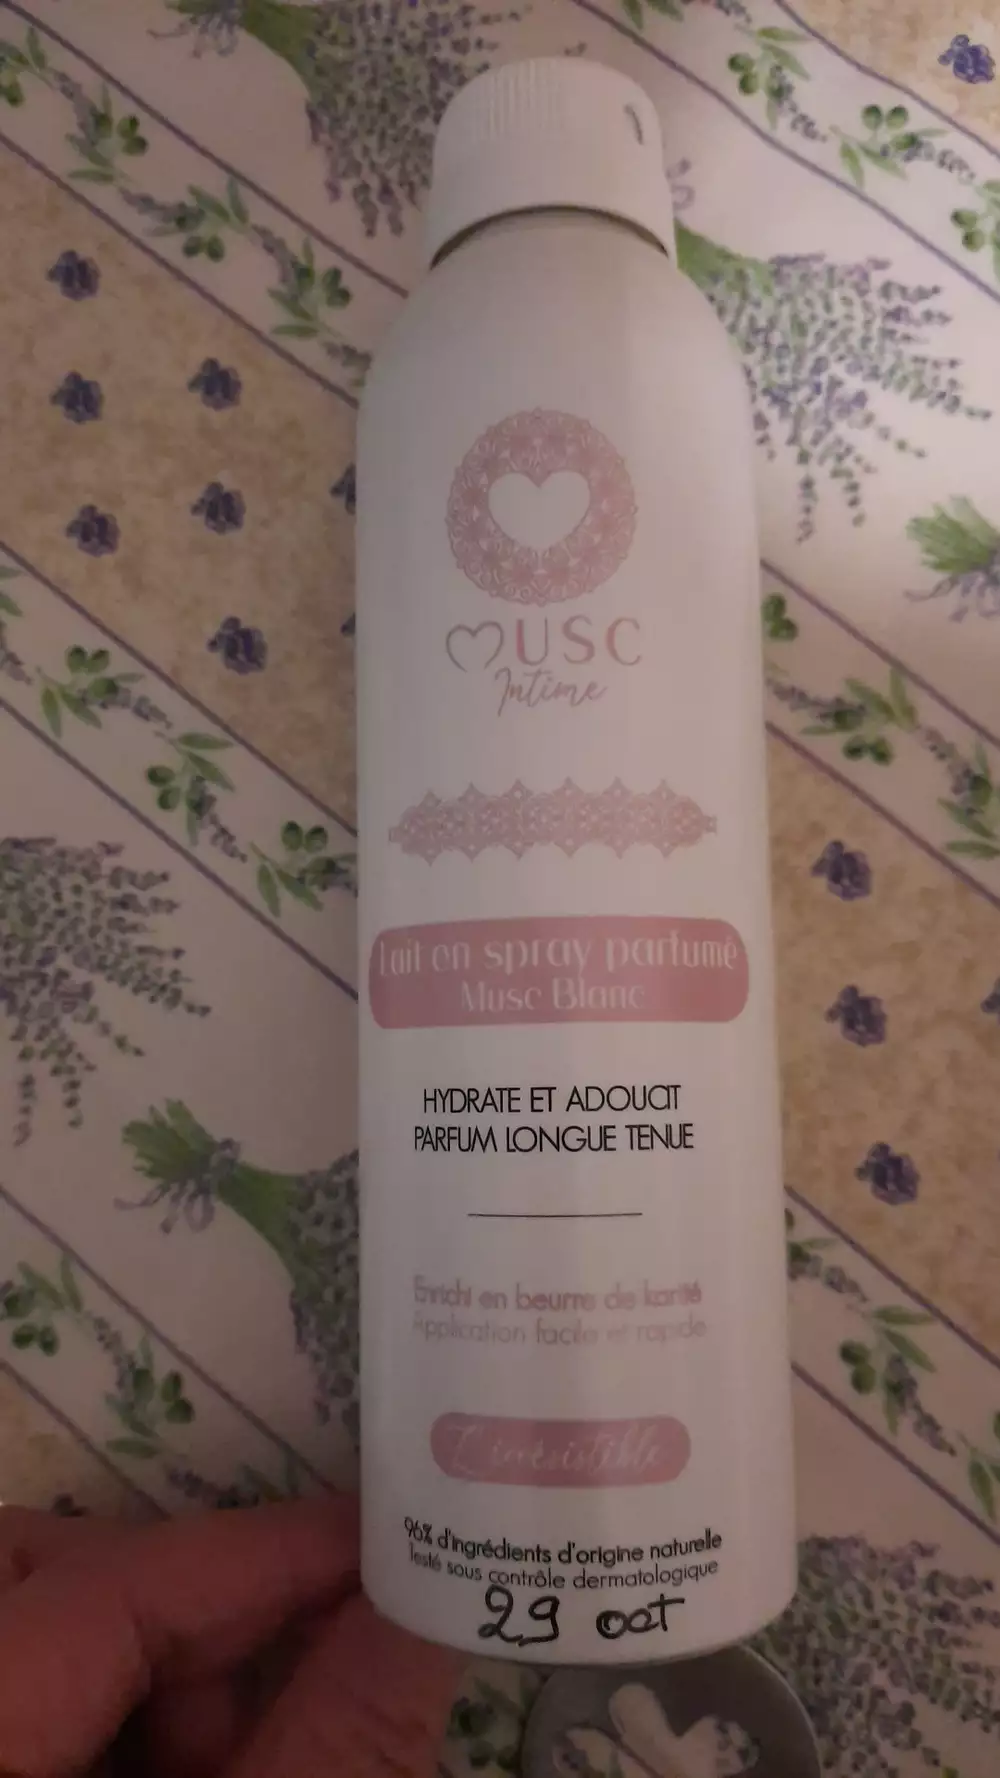 MUSC
Intime
Lait en spray parfumé
Musc Blanc
HYDRATE ET ADOUCIT
PARFUM LONGUE TENUE
Enrichi en beurre de karité
Application facile et rapide
L'irrésistible
96% d'ingrédients d'origine naturelle
Testé sous contrôle dermatologique
29 oct